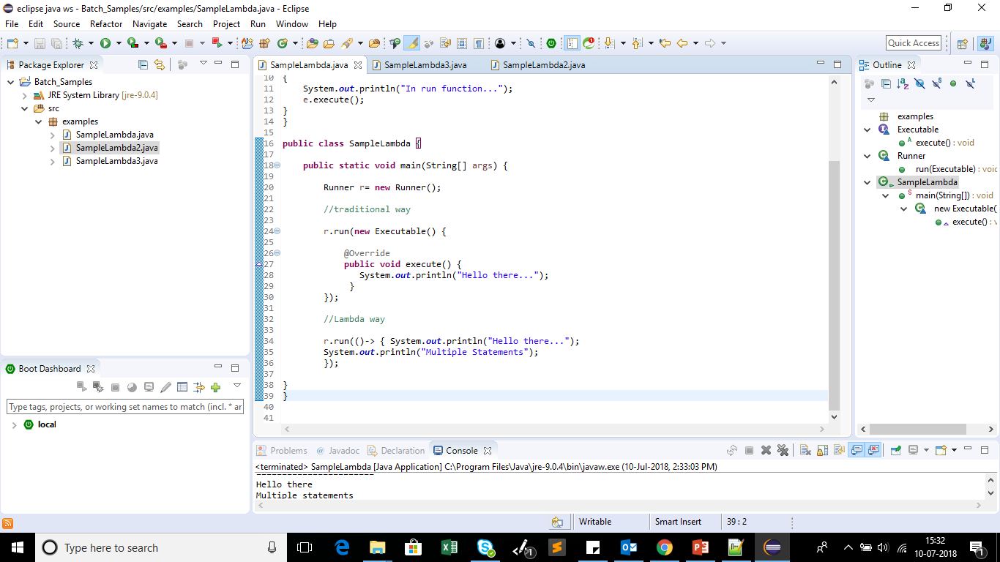 eclipse java ws - Batch_Samples/src/examples/SampleLambda.java - Eclipse
File Edit Source Refactor Navigate Search Project Run Window Help
Quick Access
Package Explorer
Batch_Samples
JRE System Library [jre-9.0.4]
src
examples
SampleLambda.java
SampleLambda2.java
SampleLambda3.java
Boot Dashboard
Type tags, projects, or working set names to match (incl. * ar
local
SampleLambda.java SampleLambda3.java SampleLambda2.java
10 {
11 System.out.println("In run function...");
12 e.execute();
13 }
14 }
15
16 public class SampleLambda {
17
18 public static void main(String[] args) {
19
20 Runner r= new Runner();
21
22 //traditional way
23
24 r.run(new Executable() {
25
26 @Override
27 public void execute() {
28 System.out.println("Hello there...");
29 }
30 });
31
32 //Lambda way
33
34 r.run(()-> { System.out.println("Hello there...");
35 System.out.println("Multiple Statements");
36 });
37
38 }
39 }
40
41
Outline
examples
Executable
execute() : void
Runner
run(Executable) : voic
SampleLambda
main(String[]) : void
new Executable(
execute() : v
Problems Javadoc Declaration Console
<terminated> SampleLambda [Java Application] C:\Program Files\Java\jre-9.0.4\bin\javaw.exe (10-Jul-2018, 2:33:03 PM)
-----------------------
Hello there
Multiple statements
Writable Smart Insert 39 : 2
Type here to search
15:32
10-07-2018